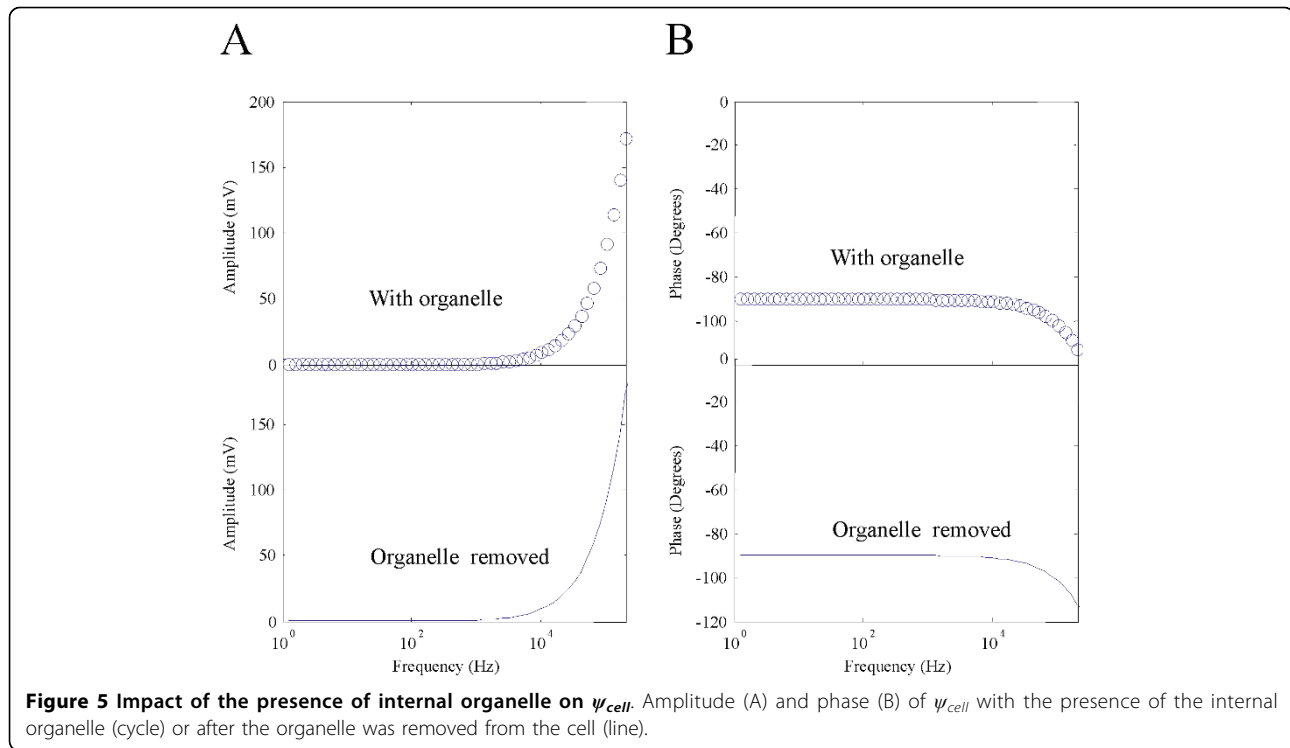 A
B
200
150
100
50
0
Amplitude (mV)
With organelle
150
100
50
0
Amplitude (mV)
Organelle removed
10^0
10^2
10^4
Frequency (Hz)
0
-20
-40
-60
-80
-100
Phase (Degrees)
With organelle
0
-20
-40
-60
-80
-100
-120
Phase (Degrees)
Organelle removed
10^0
10^2
10^4
Frequency (Hz)
Figure 5 Impact of the presence of internal organelle on ψcell. Amplitude (A) and phase (B) of ψcell with the presence of the internal
organelle (cycle) or after the organelle was removed from the cell (line).